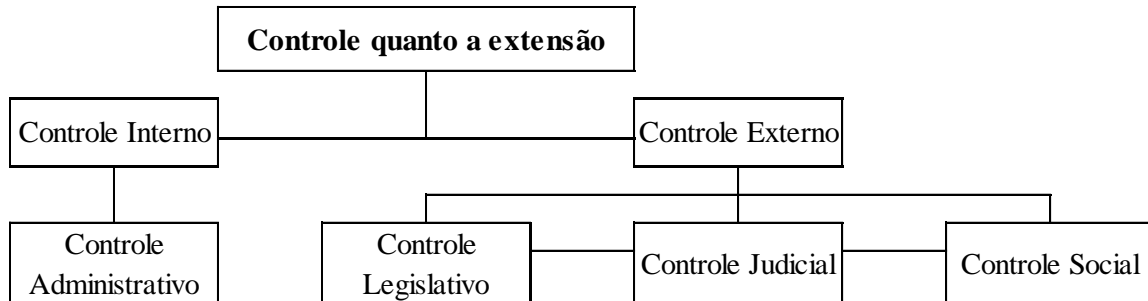 Controle quanto a extensão
Controle Interno
Controle Externo
Controle
Administrativo
Controle
Legislativo
Controle Judicial
Controle Social